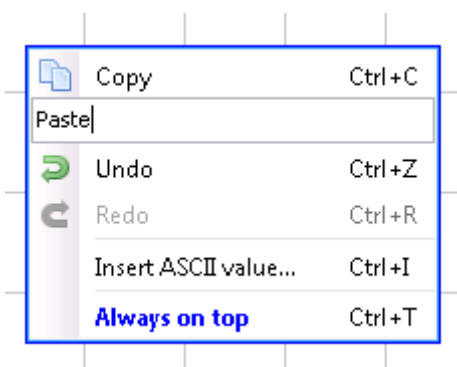 Copy Ctrl+C
Paste
Undo Ctrl+Z
Redo Ctrl+R
Insert ASCII value... Ctrl+I
Always on top Ctrl+T